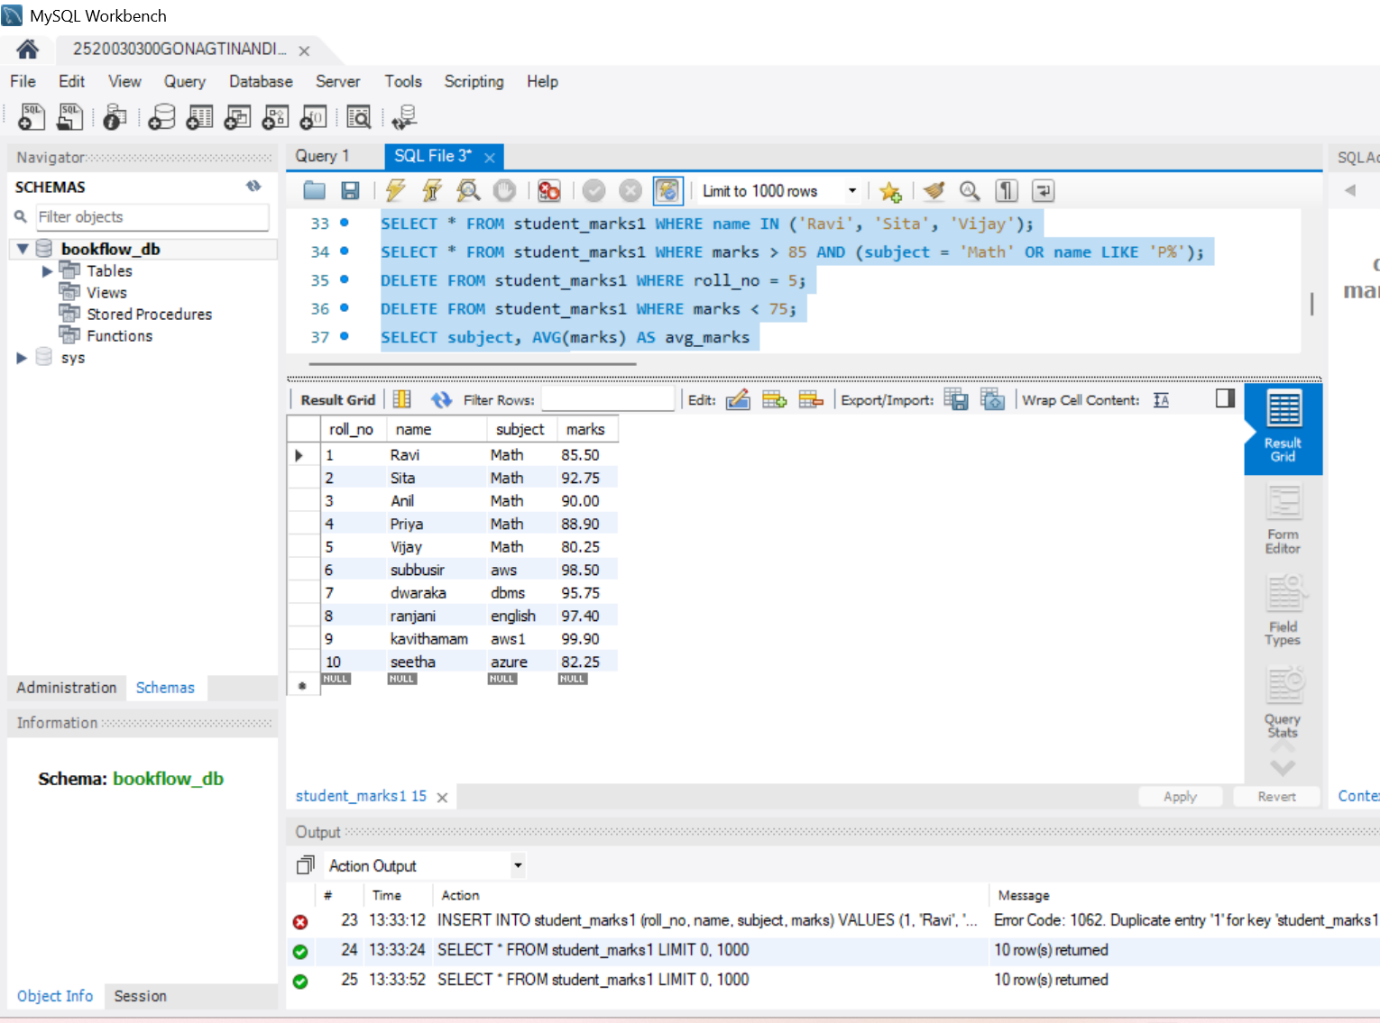 MySQL Workbench
2520030300GONAGTINANDI...
File Edit View Query Database Server Tools Scripting Help
Navigator
SCHEMAS
Filter objects
bookflow_db
Tables
Views
Stored Procedures
Functions
sys
Administration Schemas
Information
Schema: bookflow_db
Object Info Session
Query 1 SQL File 3*
Limit to 1000 rows
33 SELECT * FROM student_marks1 WHERE name IN ('Ravi', 'Sita', 'Vijay');
34 SELECT * FROM student_marks1 WHERE marks > 85 AND (subject = 'Math' OR name LIKE 'P%');
35 DELETE FROM student_marks1 WHERE roll_no = 5;
36 DELETE FROM student_marks1 WHERE marks < 75;
37 SELECT subject, AVG(marks) AS avg_marks
Result Grid Filter Rows: Edit: Export/Import: Wrap Cell Content:
roll_no name subject marks
1 Ravi Math 85.50
2 Sita Math 92.75
3 Anil Math 90.00
4 Priya Math 88.90
5 Vijay Math 80.25
6 subbusir aws 98.50
7 dwaraka dbms 95.75
8 ranjani english 97.40
9 kavithamam aws1 99.90
10 seetha azure 82.25
NULL NULL NULL NULL
Result
Grid
Form
Editor
Field
Types
Query
Stats
student_marks1 15
Apply Revert
Output
Action Output
# Time Action Message
23 13:33:12 INSERT INTO student_marks1 (roll_no, name, subject, marks) VALUES (1, 'Ravi', '... Error Code: 1062. Duplicate entry '1' for key 'student_marks1
24 13:33:24 SELECT * FROM student_marks1 LIMIT 0, 1000 10 row(s) returned
25 13:33:52 SELECT * FROM student_marks1 LIMIT 0, 1000 10 row(s) returned